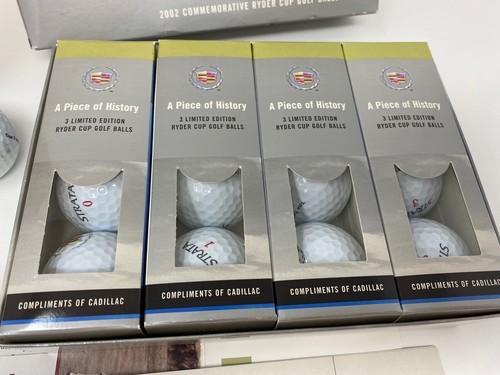 2002 COMMEMORATIVE RYDER CUP GOLF BALLS
A Piece of History
3 LIMITED EDITION
RYDER CUP GOLF BALLS
STRATA
0
COMPLIMENTS OF CADILLAC
A Piece of History
3 LIMITED EDITION
RYDER CUP GOLF BALLS
STRATA
1
COMPLIMENTS OF CADILLAC
A Piece of History
3 LIMITED EDITION
RYDER CUP GOLF BALLS
COMPLIMENTS OF CADILLAC
A Piece of History
3 LIMITED EDITION
RYDER CUP GOLF BALLS
COMPLIMENTS OF CADILLAC